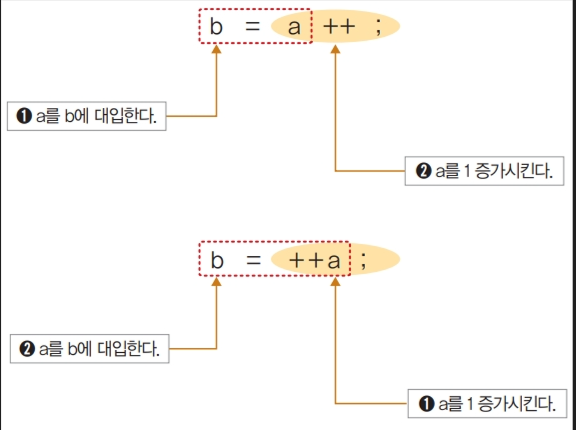 b = a ++ ;
❶ a를 b에 대입한다.
❷ a를 1 증가시킨다.
b = ++a ;
❷ a를 b에 대입한다.
❶ a를 1 증가시킨다.